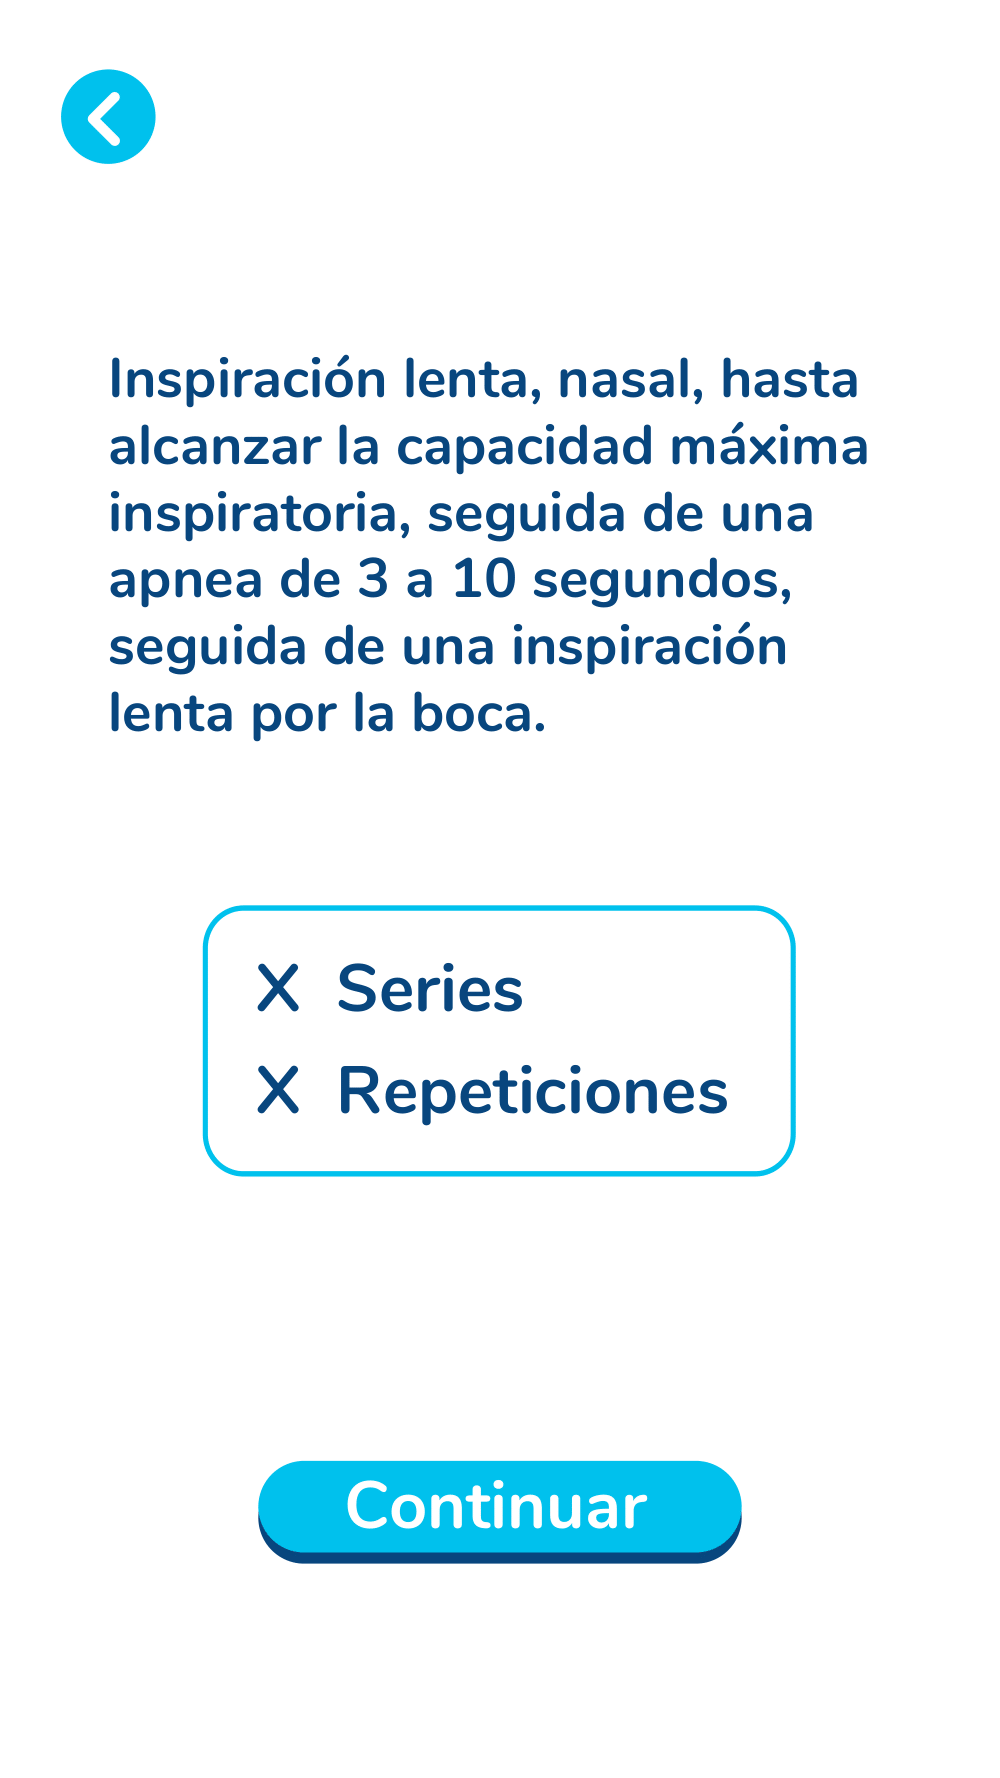 Inspiración lenta, nasal, hasta
alcanzar la capacidad máxima
inspiratoria, seguida de una
apnea de 3 a 10 segundos,
seguida de una inspiración
lenta por la boca.
X Series
X Repeticiones
Continuar